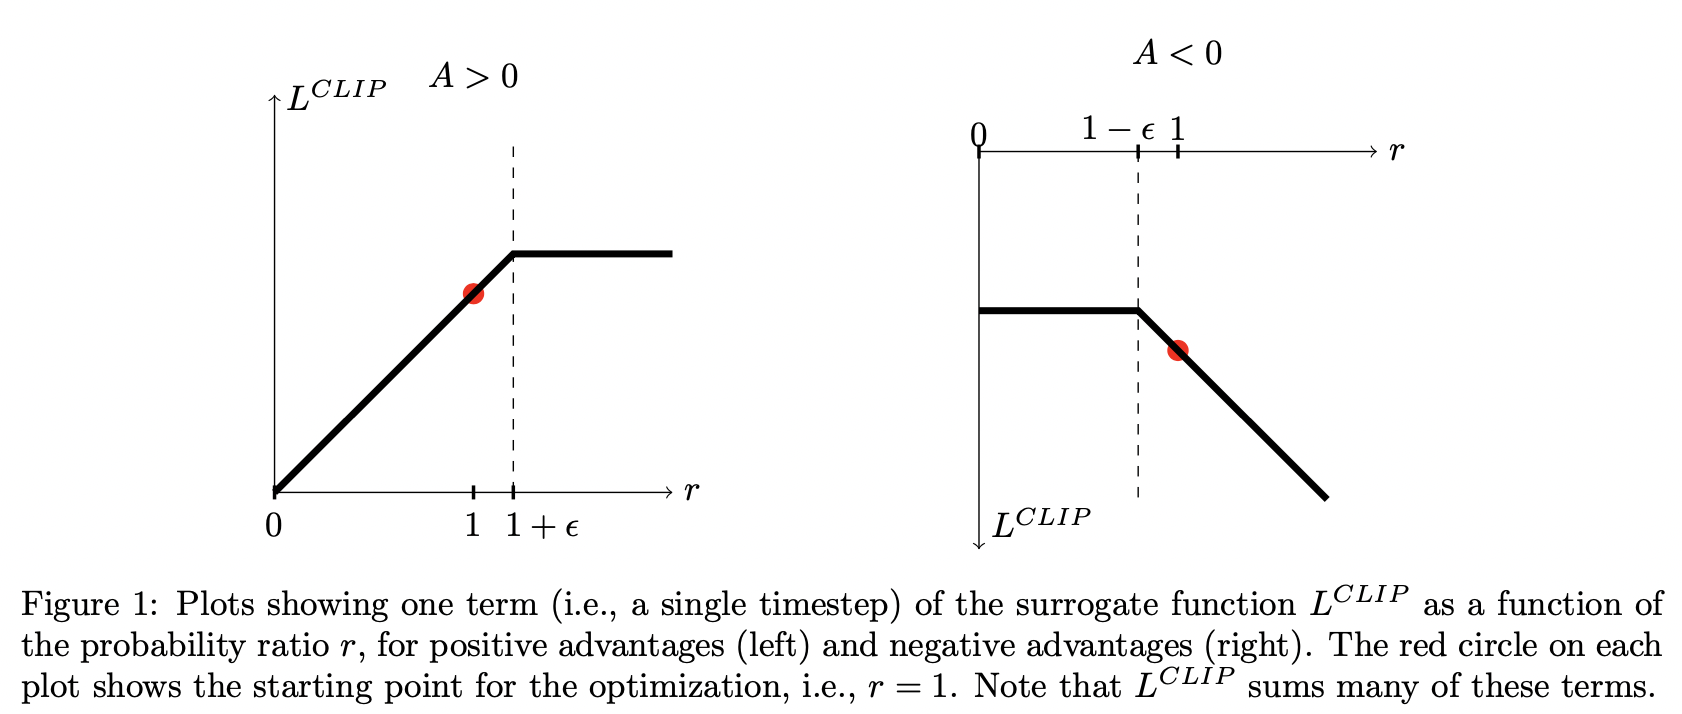 A > 0
L^{CLIP}
r
0
1
1 + ϵ
A < 0
0
1 − ϵ
1
r
L^{CLIP}
Figure 1: Plots showing one term (i.e., a single timestep) of the surrogate function L^{CLIP} as a function of
the probability ratio r, for positive advantages (left) and negative advantages (right). The red circle on each
plot shows the starting point for the optimization, i.e., r = 1. Note that L^{CLIP} sums many of these terms.